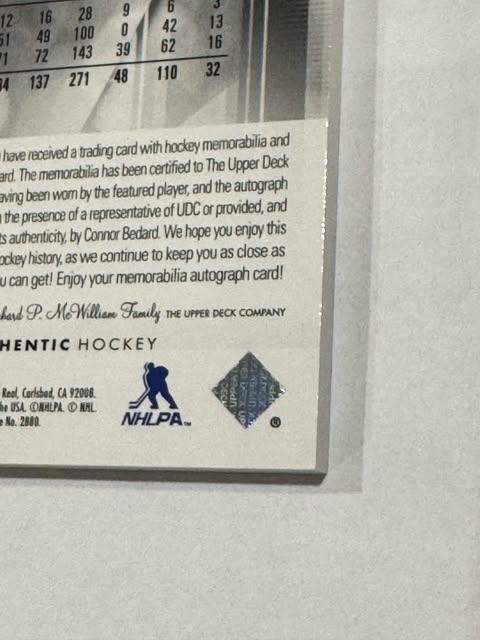 12 16 28 9 6 3
51 49 100 0 42 13
71 72 143 39 62 16
137 271 48 110 32
have received a trading card with hockey memorabilia and
ard. The memorabilia has been certified to The Upper Deck
aving been worn by the featured player, and the autograph
the presence of a representative of UDC or provided, and
s authenticity, by Connor Bedard. We hope you enjoy this
ockey history, as we continue to keep you as close as
u can get! Enjoy your memorabilia autograph card!
hard P. McWilliam Family THE UPPER DECK COMPANY
HENTIC HOCKEY
Real, Carlsbad, CA 92008.
he USA. ©NHLPA. © NHL.
e No. 2880.
NHLPA™
UPPER
®